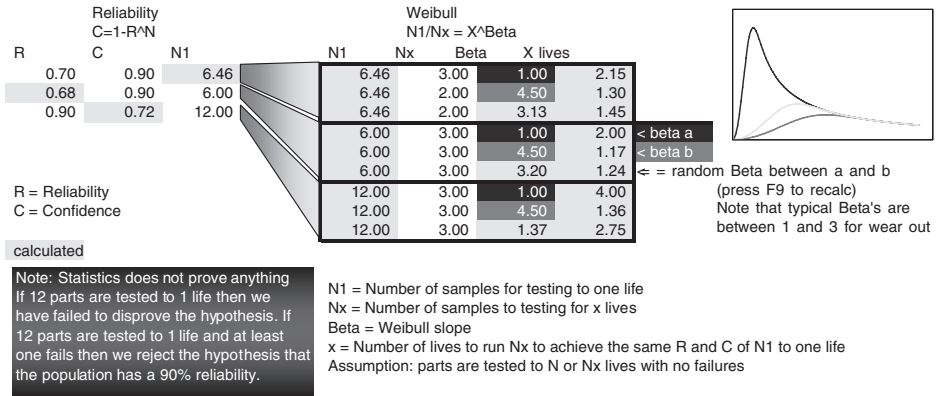 Reliability
C=1-R^N
R C N1
0.70 0.90 6.46
0.68 0.90 6.00
0.90 0.72 12.00
R = Reliability
C = Confidence
calculated
Weibull
N1/Nx = X^Beta
N1 Nx Beta X lives
6.46 3.00 1.00 2.15
6.46 2.00 4.50 1.30
6.46 2.00 3.13 1.45
6.00 3.00 1.00 2.00 < beta a
6.00 3.00 4.50 1.17 < beta b
6.00 3.00 3.20 1.24 ⇐ = random Beta between a and b
12.00 3.00 1.00 4.00
12.00 3.00 4.50 1.36
12.00 3.00 1.37 2.75
(press F9 to recalc)
Note that typical Beta's are
between 1 and 3 for wear out
Note: Statistics does not prove anything
If 12 parts are tested to 1 life then we
have failed to disprove the hypothesis. If
12 parts are tested to 1 life and at least
one fails then we reject the hypothesis that
the population has a 90% reliability.
N1 = Number of samples for testing to one life
Nx = Number of samples to testing for x lives
Beta = Weibull slope
x = Number of lives to run Nx to achieve the same R and C of N1 to one life
Assumption: parts are tested to N or Nx lives with no failures